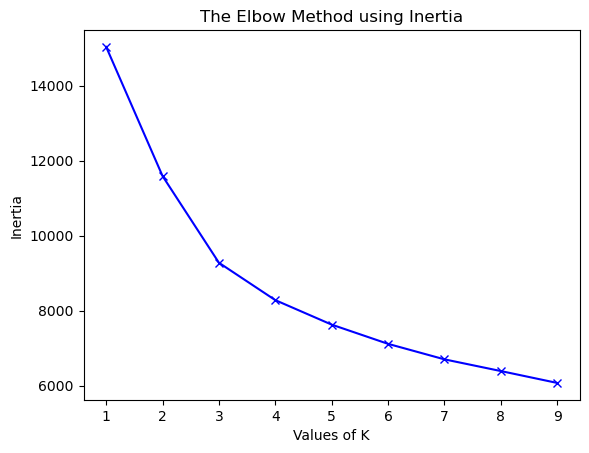 The Elbow Method using Inertia
14000
12000
10000
8000
6000
Inertia
1 2 3 4 5 6 7 8 9
Values of K